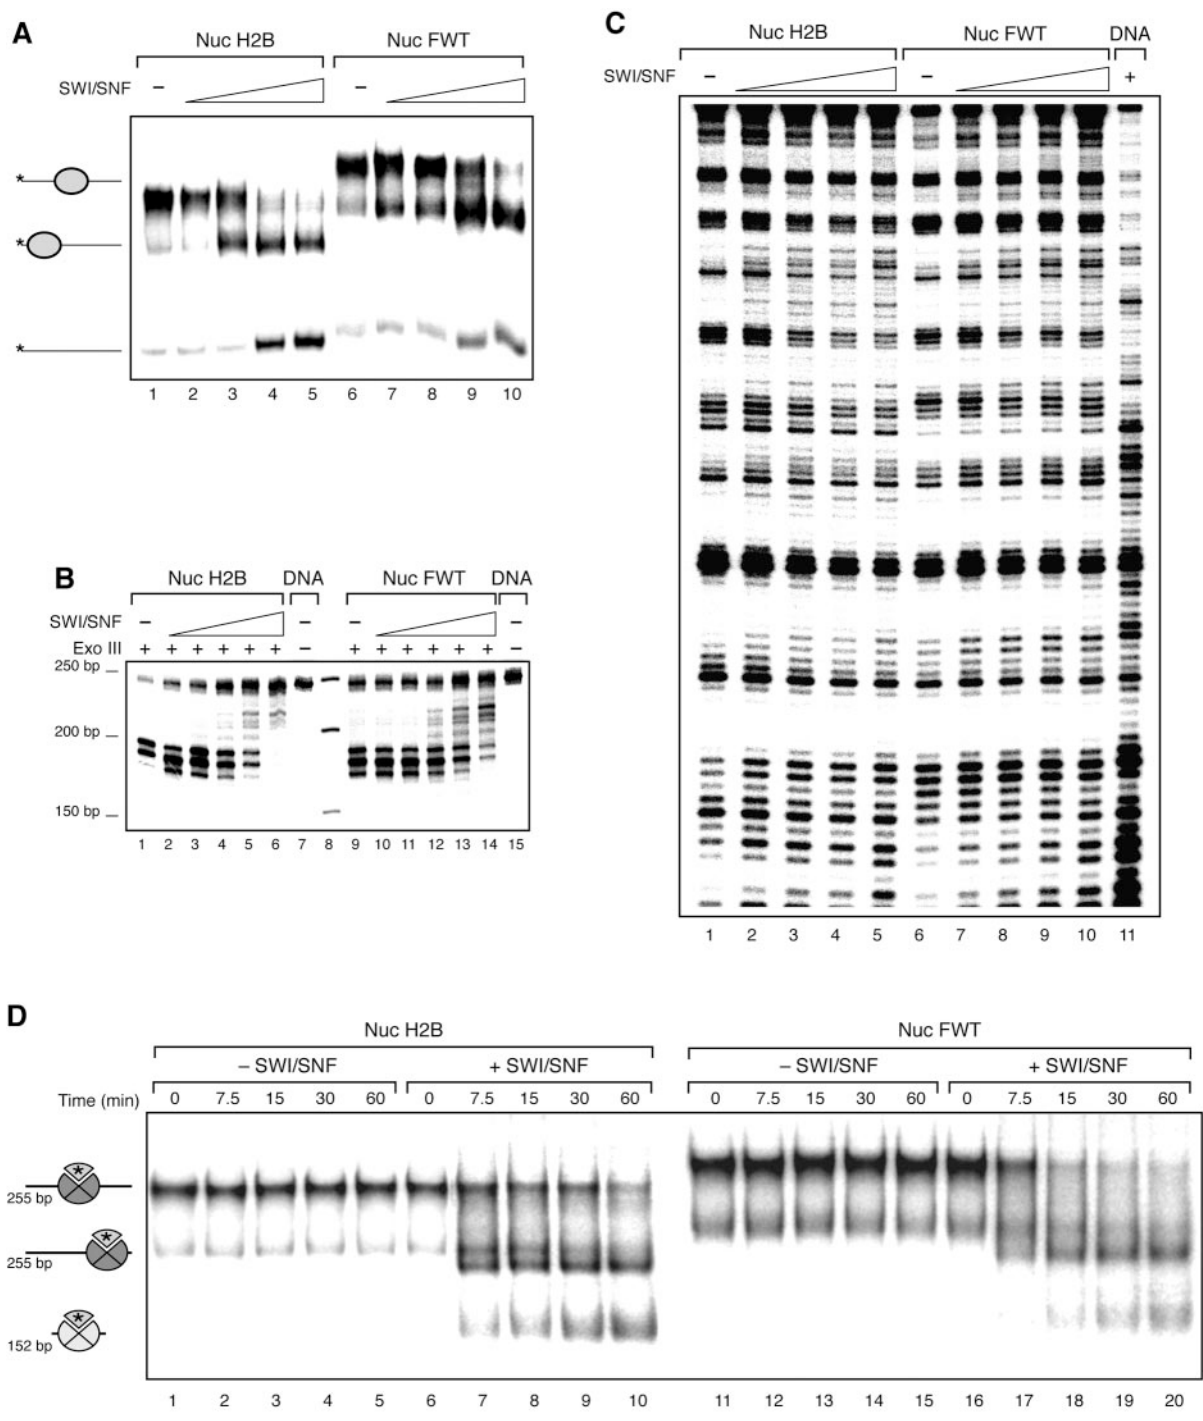 A
Nuc H2B Nuc FWT
SWI/SNF – –
*
*
*
1 2 3 4 5 6 7 8 9 10
B
Nuc H2B DNA Nuc FWT DNA
SWI/SNF – – – –
Exo III + + + + + + – + + + + + + –
250 bp
200 bp
150 bp
1 2 3 4 5 6 7 8 9 10 11 12 13 14 15
C
Nuc H2B Nuc FWT DNA
SWI/SNF – – +
1 2 3 4 5 6 7 8 9 10 11
D
Nuc H2B Nuc FWT
– SWI/SNF + SWI/SNF – SWI/SNF + SWI/SNF
Time (min) 0 7.5 15 30 60 0 7.5 15 30 60 0 7.5 15 30 60 0 7.5 15 30 60
*
255 bp
*
255 bp
*
152 bp
1 2 3 4 5 6 7 8 9 10 11 12 13 14 15 16 17 18 19 20